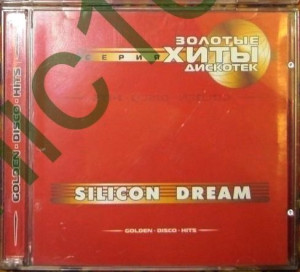 СЕРИЯ
ЗОЛОТЫЕ
ХИТЫ
ДИСКОТЕК
GOLDEN · DISCO · HITS
SILICON DREAM
GOLDEN · DISCO · HITS